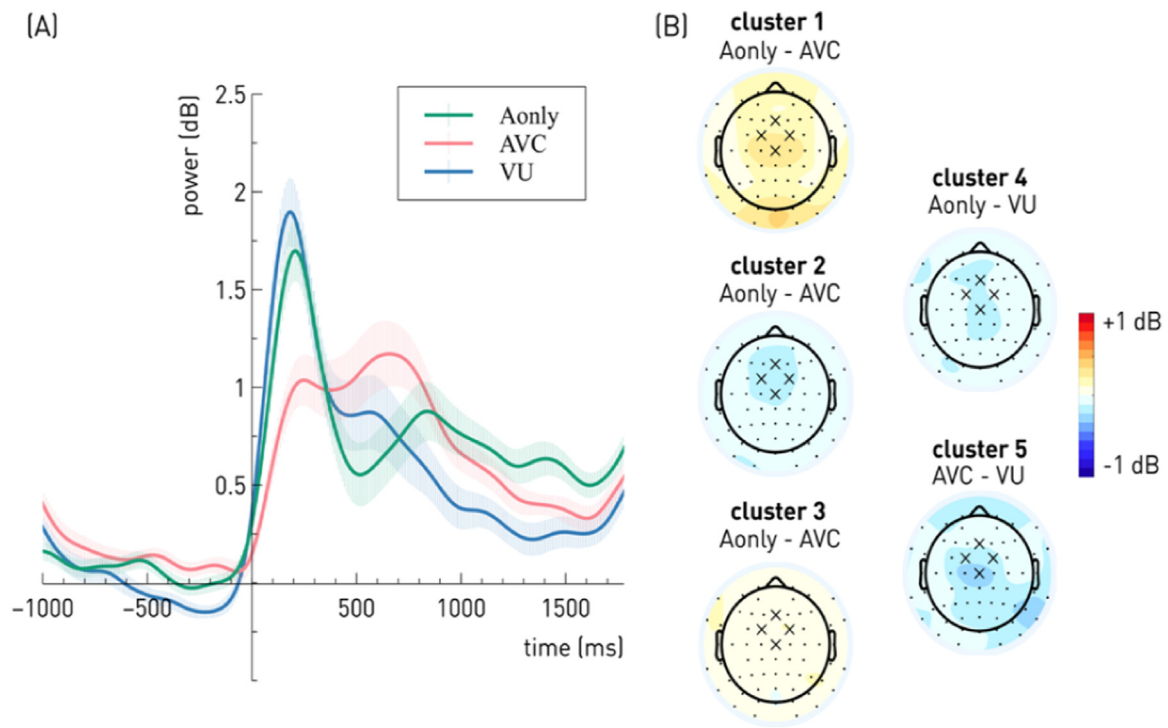 (A)
power (dB)
2.5
2
1.5
1
0.5
−1000
−500
500
1000
1500
time (ms)
Aonly
AVC
VU
(B)
cluster 1
Aonly - AVC
cluster 2
Aonly - AVC
cluster 3
Aonly - AVC
cluster 4
Aonly - VU
cluster 5
AVC - VU
+1 dB
-1 dB